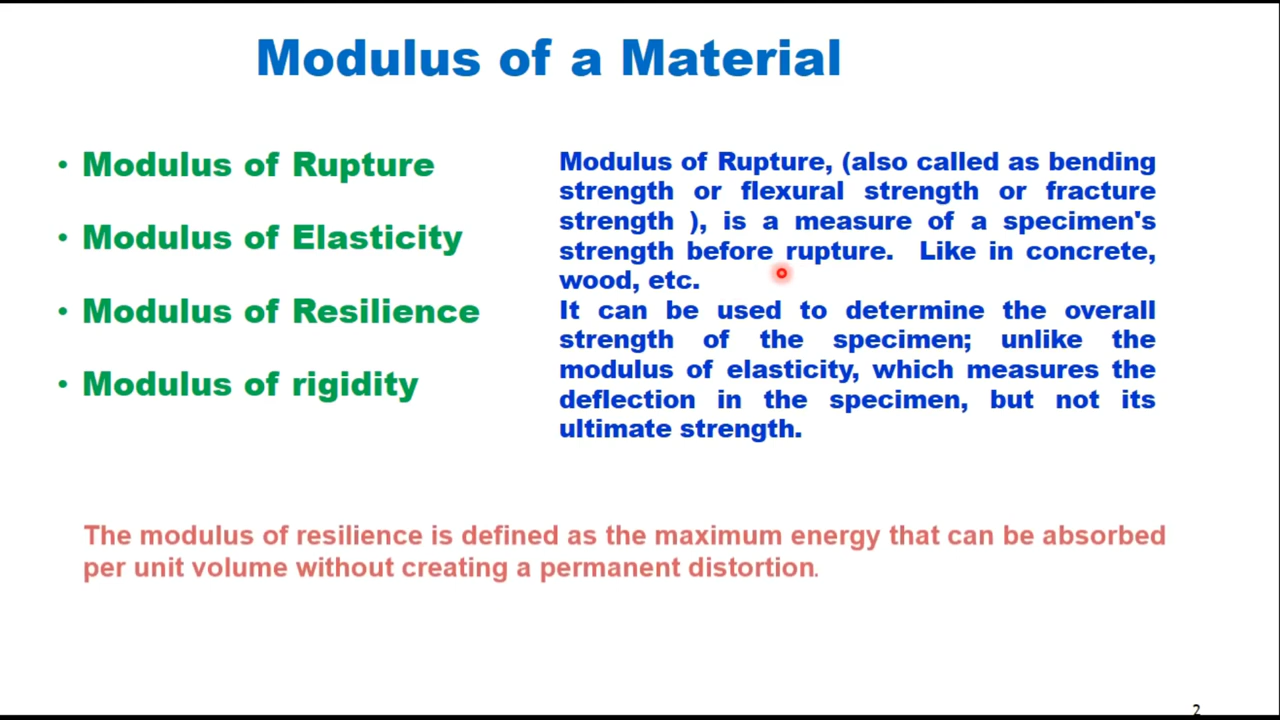 Modulus of a Material
• Modulus of Rupture
• Modulus of Elasticity
• Modulus of Resilience
• Modulus of rigidity
Modulus of Rupture, (also called as bending
strength or flexural strength or fracture
strength ), is a measure of a specimen's
strength before rupture. Like in concrete,
wood, etc.
It can be used to determine the overall
strength of the specimen; unlike the
modulus of elasticity, which measures the
deflection in the specimen, but not its
ultimate strength.
The modulus of resilience is defined as the maximum energy that can be absorbed
per unit volume without creating a permanent distortion.
2